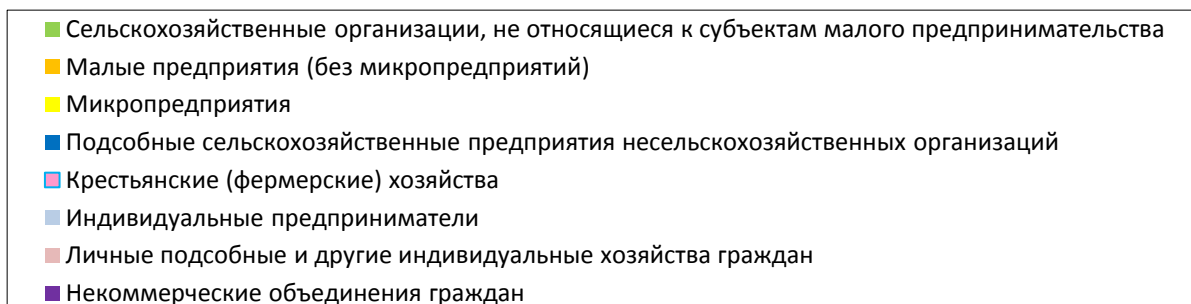 Сельскохозяйственные организации, не относящиеся к субъектам малого предпринимательства
Малые предприятия (без микропредприятий)
Микропредприятия
Подсобные сельскохозяйственные предприятия несельскохозяйственных организаций
Крестьянские (фермерские) хозяйства
Индивидуальные предприниматели
Личные подсобные и другие индивидуальные хозяйства граждан
Некоммерческие объединения граждан